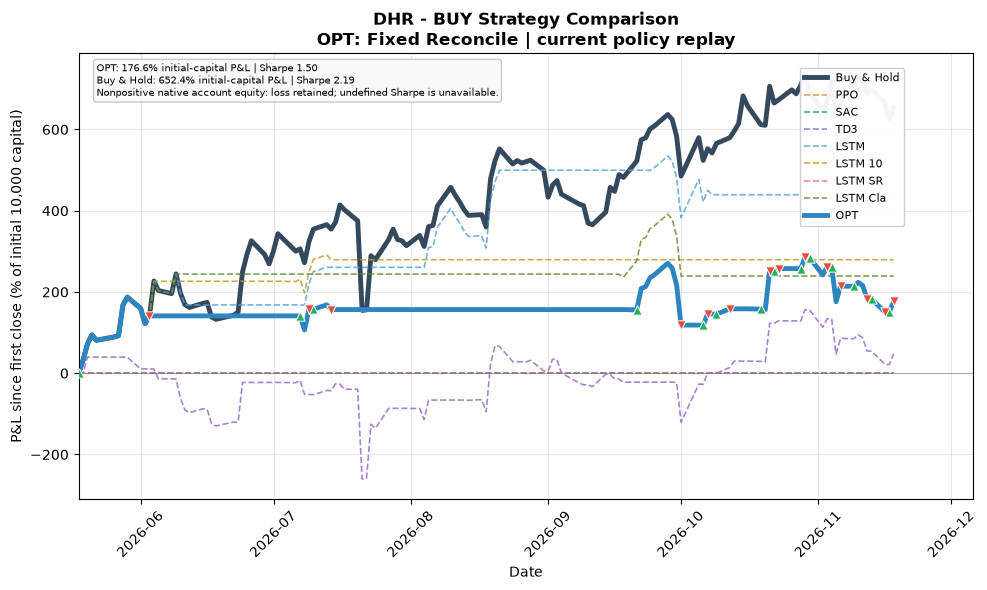 DHR - BUY Strategy Comparison
OPT: Fixed Reconcile | current policy replay
OPT: 176.6% initial-capital P&L | Sharpe 1.50
Buy & Hold: 652.4% initial-capital P&L | Sharpe 2.19
Nonpositive native account equity: loss retained; undefined Sharpe is unavailable.
Buy & Hold
PPO
SAC
TD3
LSTM
LSTM 10
LSTM SR
LSTM Cla
OPT
P&L since first close (% of initial 10,000 capital)
600
400
200
0
−200
2026-06
2026-07
2026-08
2026-09
2026-10
2026-11
2026-12
Date